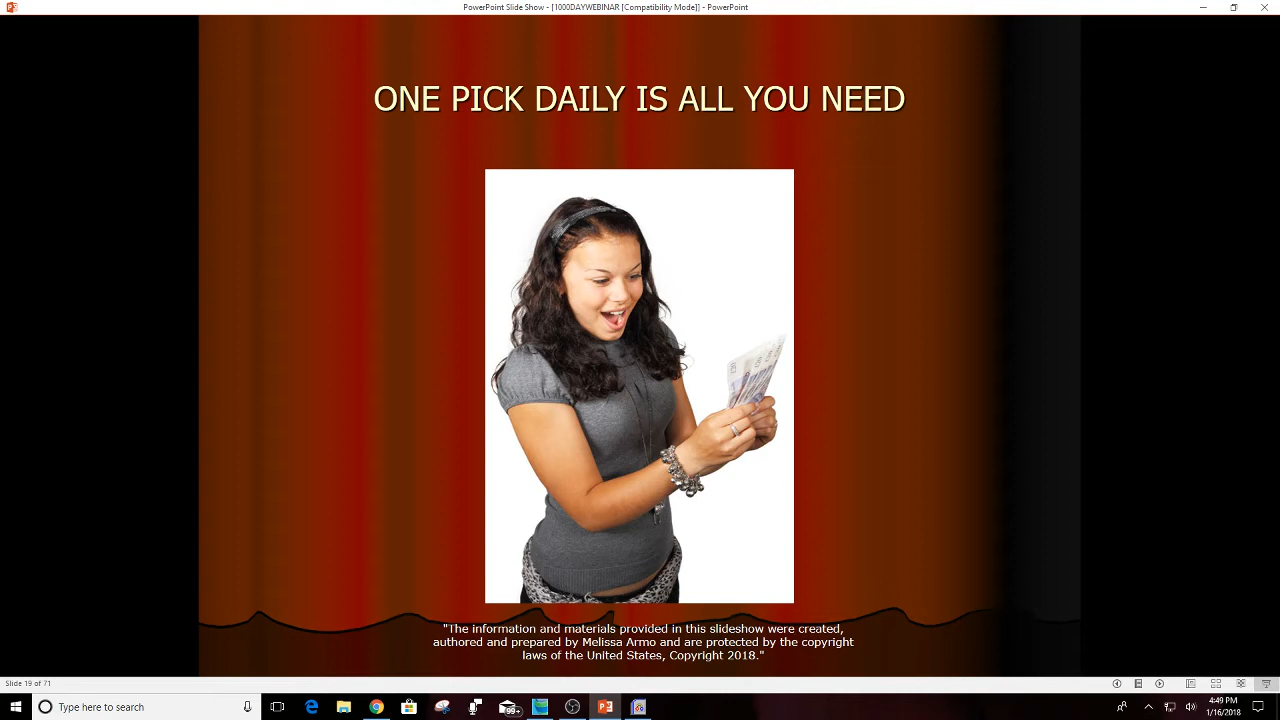 PowerPoint Slide Show - [1000DAYWEBINAR [Compatibility Mode]] - PowerPoint
ONE PICK DAILY IS ALL YOU NEED
"The information and materials provided in this slideshow were created,
authored and prepared by Melissa Armo and are protected by the copyright
laws of the United States, Copyright 2018."
Slide 19 of 71
Type here to search
99+
4:49 PM
1/16/2018